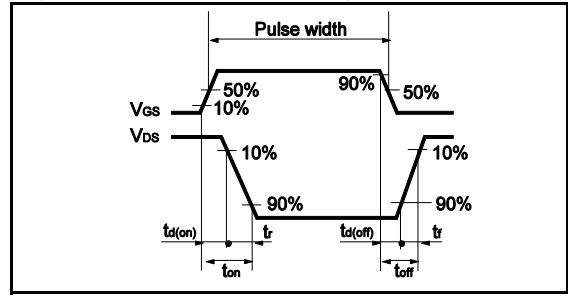 Pulse width
90%
50%
50%
10%
VGS
VDS
10%
10%
90%
90%
td(on)
tr
td(off)
tf
ton
toff